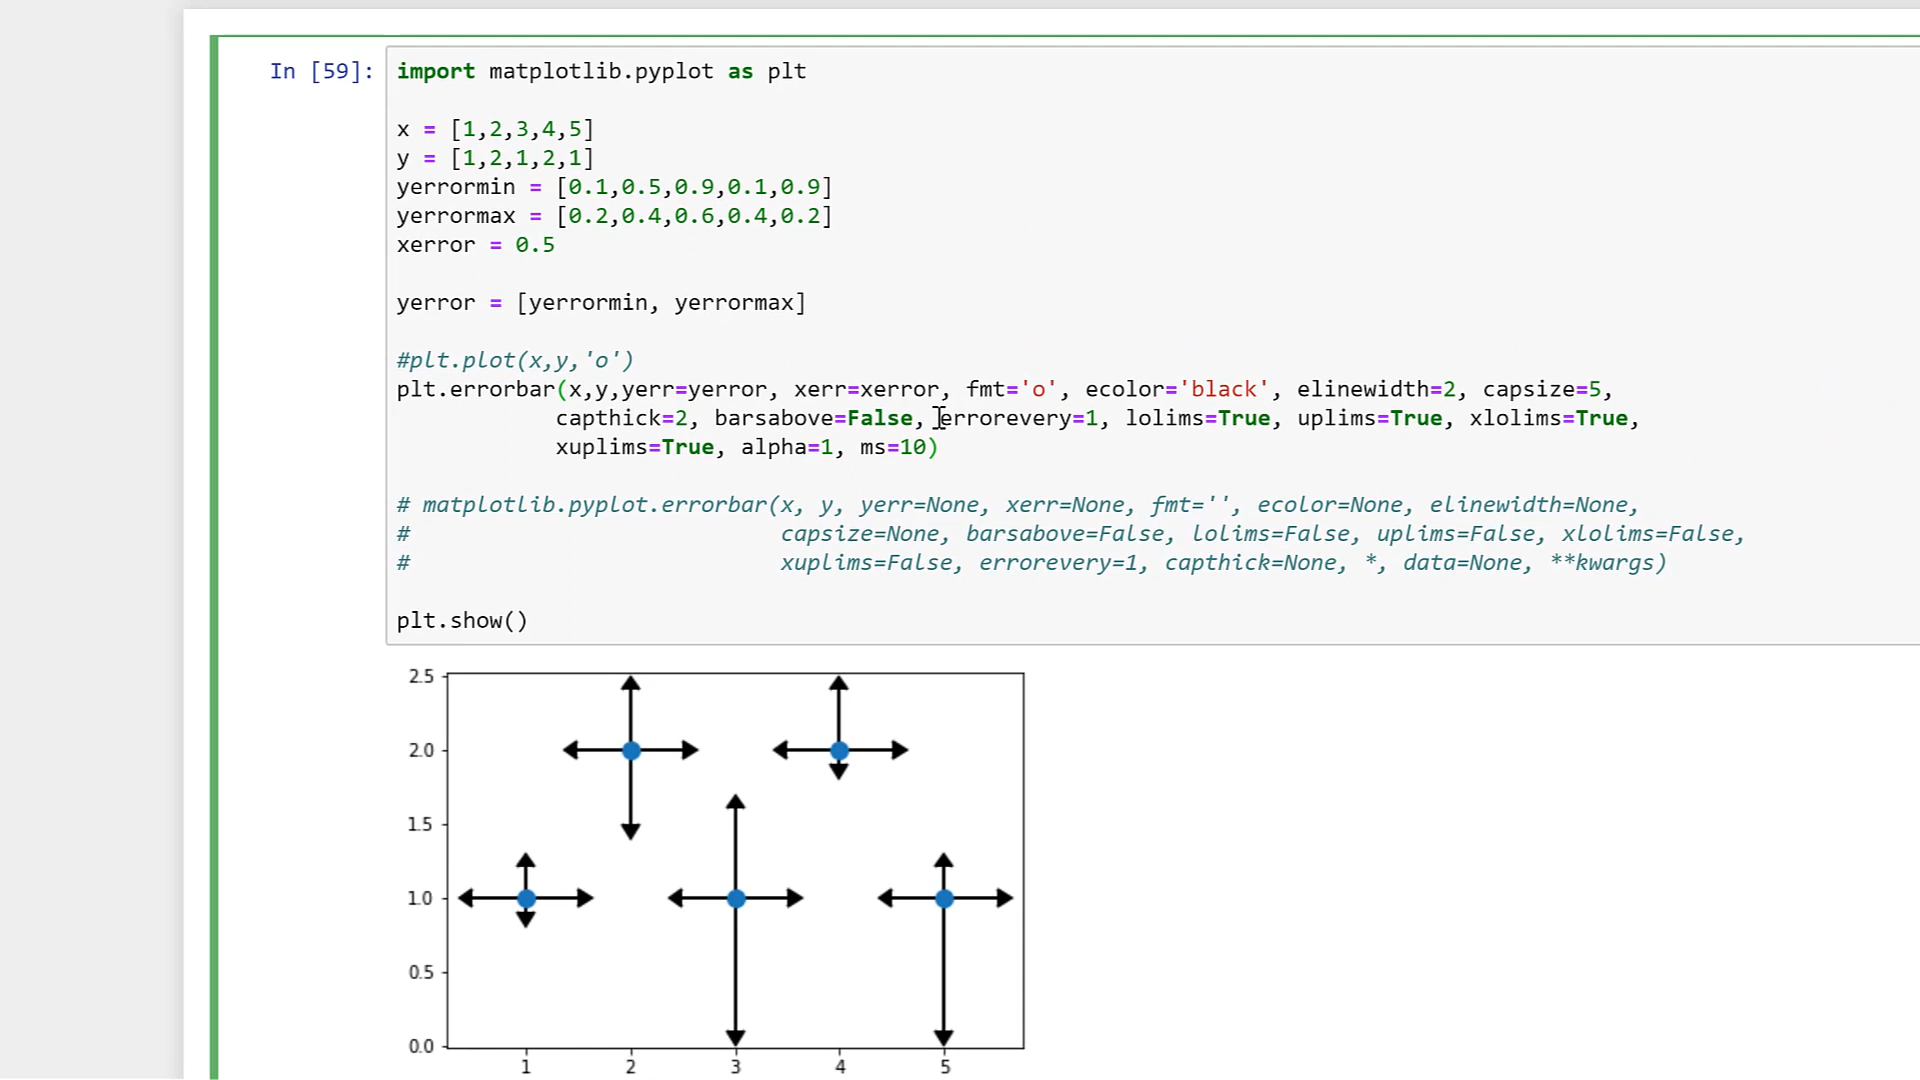 In [59]: import matplotlib.pyplot as plt
x = [1,2,3,4,5]
y = [1,2,1,2,1]
yerrormin = [0.1,0.5,0.9,0.1,0.9]
yerrormax = [0.2,0.4,0.6,0.4,0.2]
xerror = 0.5
yerror = [yerrormin, yerrormax]
#plt.plot(x,y,'o')
plt.errorbar(x,y,yerr=yerror, xerr=xerror, fmt='o', ecolor='black', elinewidth=2, capsize=5,
capthick=2, barsabove=False, errorevery=1, lolims=True, uplims=True, xlolims=True,
xuplims=True, alpha=1, ms=10)
# matplotlib.pyplot.errorbar(x, y, yerr=None, xerr=None, fmt='', ecolor=None, elinewidth=None,
# capsize=None, barsabove=False, lolims=False, uplims=False, xlolims=False,
# xuplims=False, errorevery=1, capthick=None, *, data=None, **kwargs)
plt.show()
2.5
2.0
1.5
1.0
0.5
0.0
1 2 3 4 5